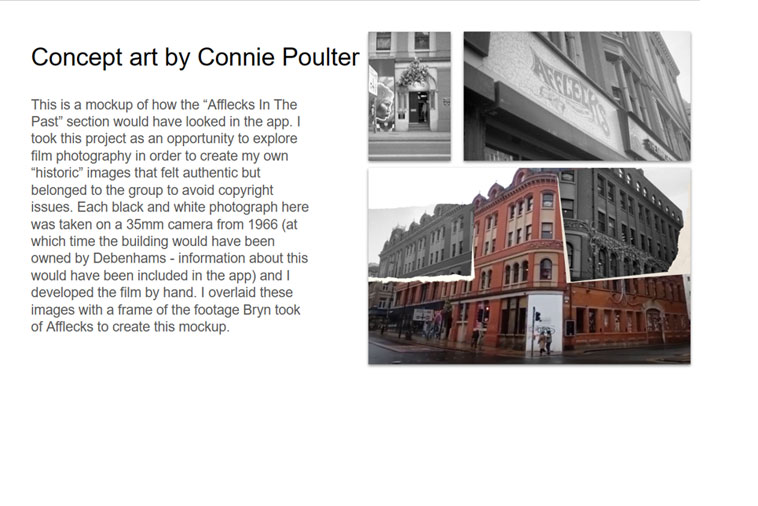 Concept art by Connie Poulter
This is a mockup of how the “Afflecks In The
Past” section would have looked in the app. I
took this project as an opportunity to explore
film photography in order to create my own
“historic” images that felt authentic but
belonged to the group to avoid copyright
issues. Each black and white photograph here
was taken on a 35mm camera from 1966 (at
which time the building would have been
owned by Debenhams - information about this
would have been included in the app) and I
developed the film by hand. I overlaid these
images with a frame of the footage Bryn took
of Afflecks to create this mockup.
AFFLECKS